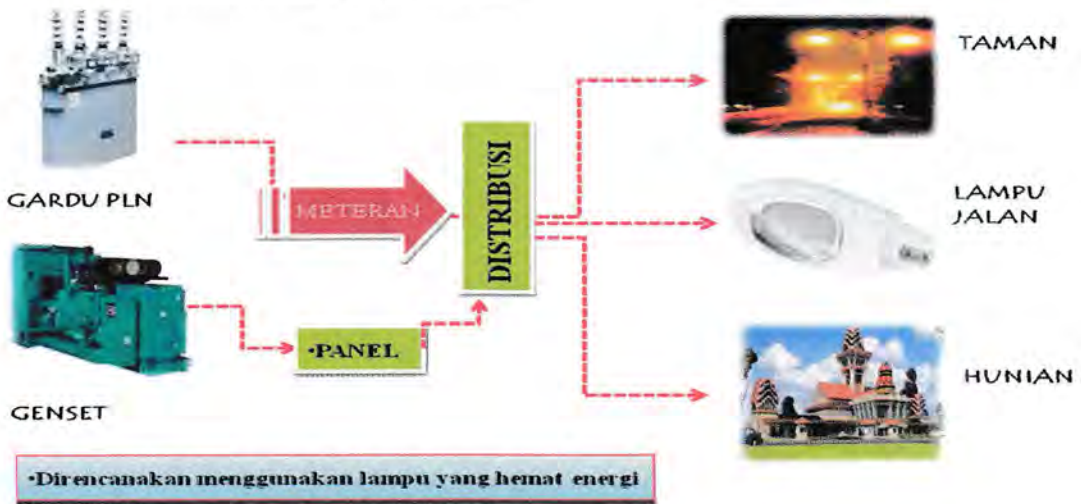 TAMAN
GARDU PLN
METERAN
DISTRIBUSI
LAMPU
JALAN
•PANEL
GENSET
HUNIAN
•Direncanakan menggunakan lampu yang hemat energi